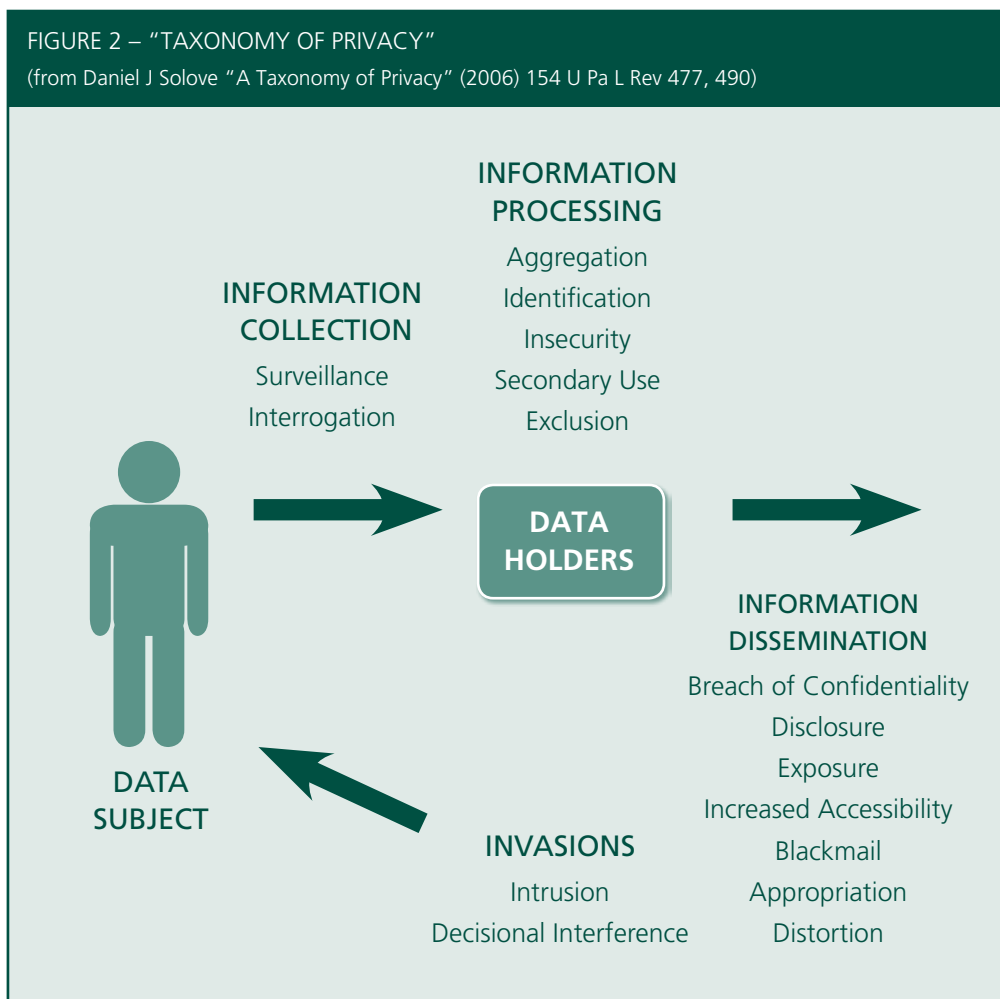 FIGURE 2 – “TAXONOMY OF PRIVACY”
(from Daniel J Solove “A Taxonomy of Privacy” (2006) 154 U Pa L Rev 477, 490)
INFORMATION
PROCESSING
Aggregation
Identification
Insecurity
Secondary Use
Exclusion
INFORMATION
COLLECTION
Surveillance
Interrogation
DATA
HOLDERS
INFORMATION
DISSEMINATION
Breach of Confidentiality
Disclosure
Exposure
Increased Accessibility
Blackmail
Appropriation
Distortion
DATA
SUBJECT
INVASIONS
Intrusion
Decisional Interference